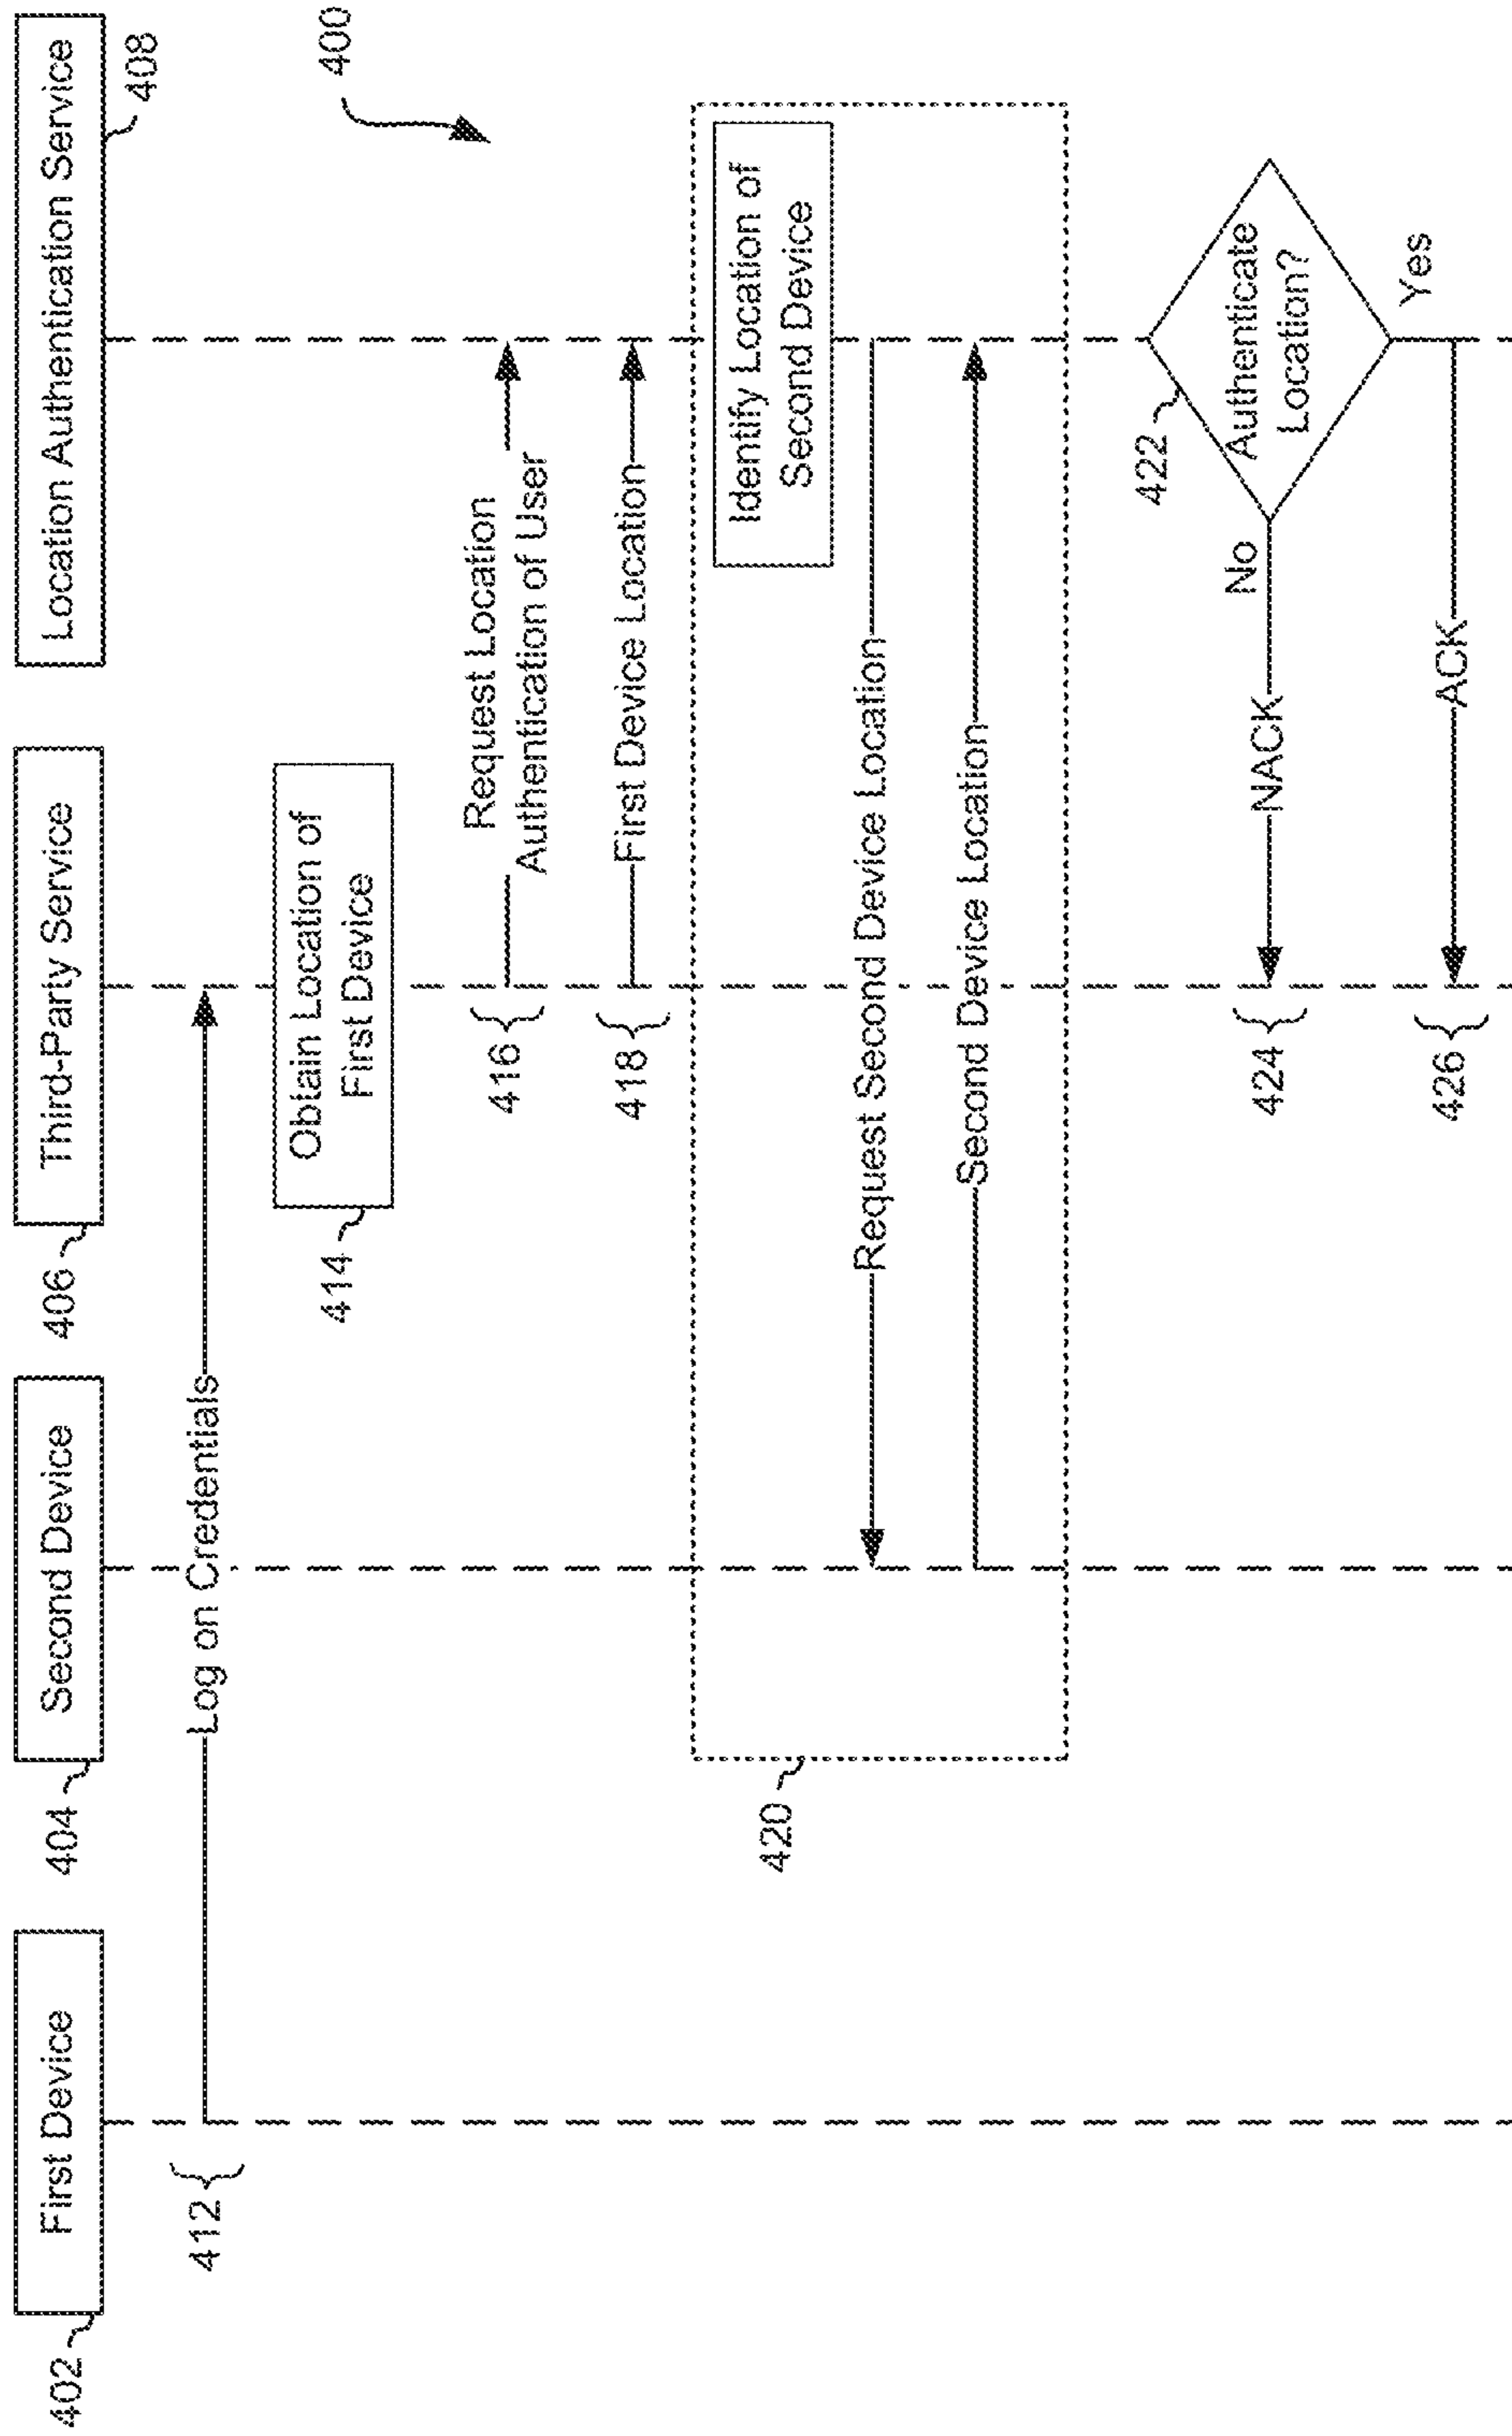 First Device
Second Device
Third-Party Service
Location Authentication Service
402
404
406
408
412
Log on Credentials
400
Obtain Location of
First Device
414
416
Request Location
Authentication of User
418
First Device Location
420
Identify Location of
Second Device
Request Second Device Location
Second Device Location
422
Authenticate
Location?
No
NACK
424
Yes
ACK
426